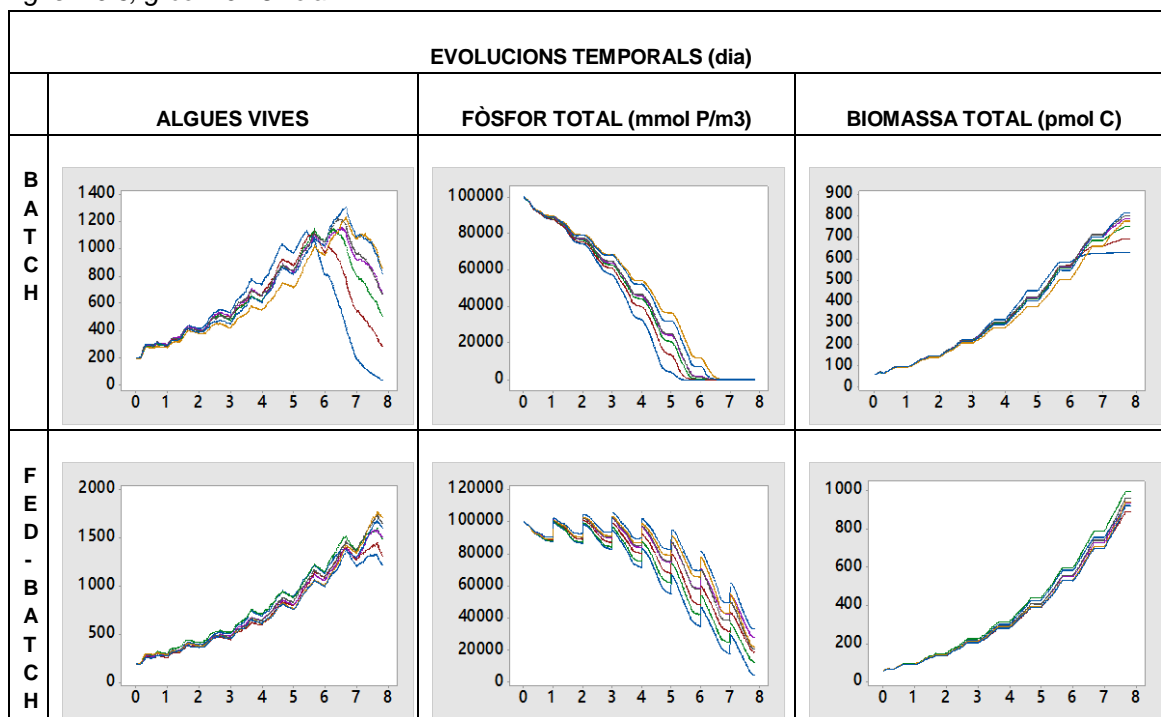 EVOLUCIONS TEMPORALS (dia)
ALGUES VIVES
FÒSFOR TOTAL (mmol P/m3)
BIOMASSA TOTAL (pmol C)
B
A
T
C
H
1400
1200
1000
800
600
400
200
0
0 1 2 3 4 5 6 7 8
100000
80000
60000
40000
20000
0
0 1 2 3 4 5 6 7 8
900
800
700
600
500
400
300
200
100
0
0 1 2 3 4 5 6 7 8
F
E
D
-
B
A
T
C
H
2000
1500
1000
500
0
0 1 2 3 4 5 6 7 8
120000
100000
80000
60000
40000
20000
0
0 1 2 3 4 5 6 7 8
1000
800
600
400
200
0
0 1 2 3 4 5 6 7 8